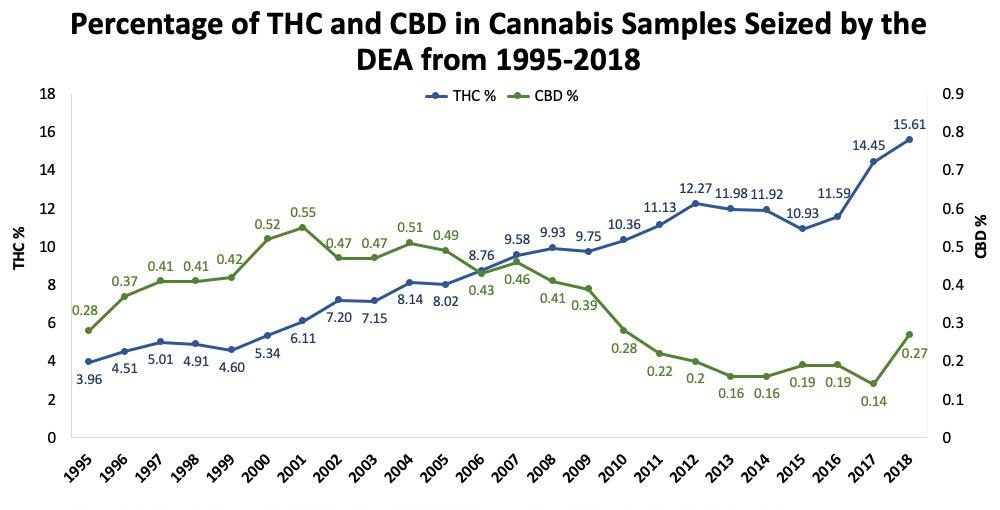 Percentage of THC and CBD in Cannabis Samples Seized by the
DEA from 1995-2018
THC % CBD %
18 0.9
16 0.8
14 0.7
12 0.6
10 0.5
8 0.4
6 0.3
4 0.2
2 0.1
0 0
THC %
CBD %
3.96 4.51 5.01 4.91 4.60 5.34 6.11 7.20 7.15 8.14 8.02 8.76 9.58 9.93 9.75 10.36 11.13 12.27 11.98 11.92 10.93 11.59 14.45 15.61
0.28 0.37 0.41 0.41 0.42 0.52 0.55 0.47 0.47 0.51 0.49 0.43 0.46 0.41 0.39 0.28 0.22 0.2 0.16 0.16 0.19 0.19 0.14 0.27
1995 1996 1997 1998 1999 2000 2001 2002 2003 2004 2005 2006 2007 2008 2009 2010 2011 2012 2013 2014 2015 2016 2017 2018